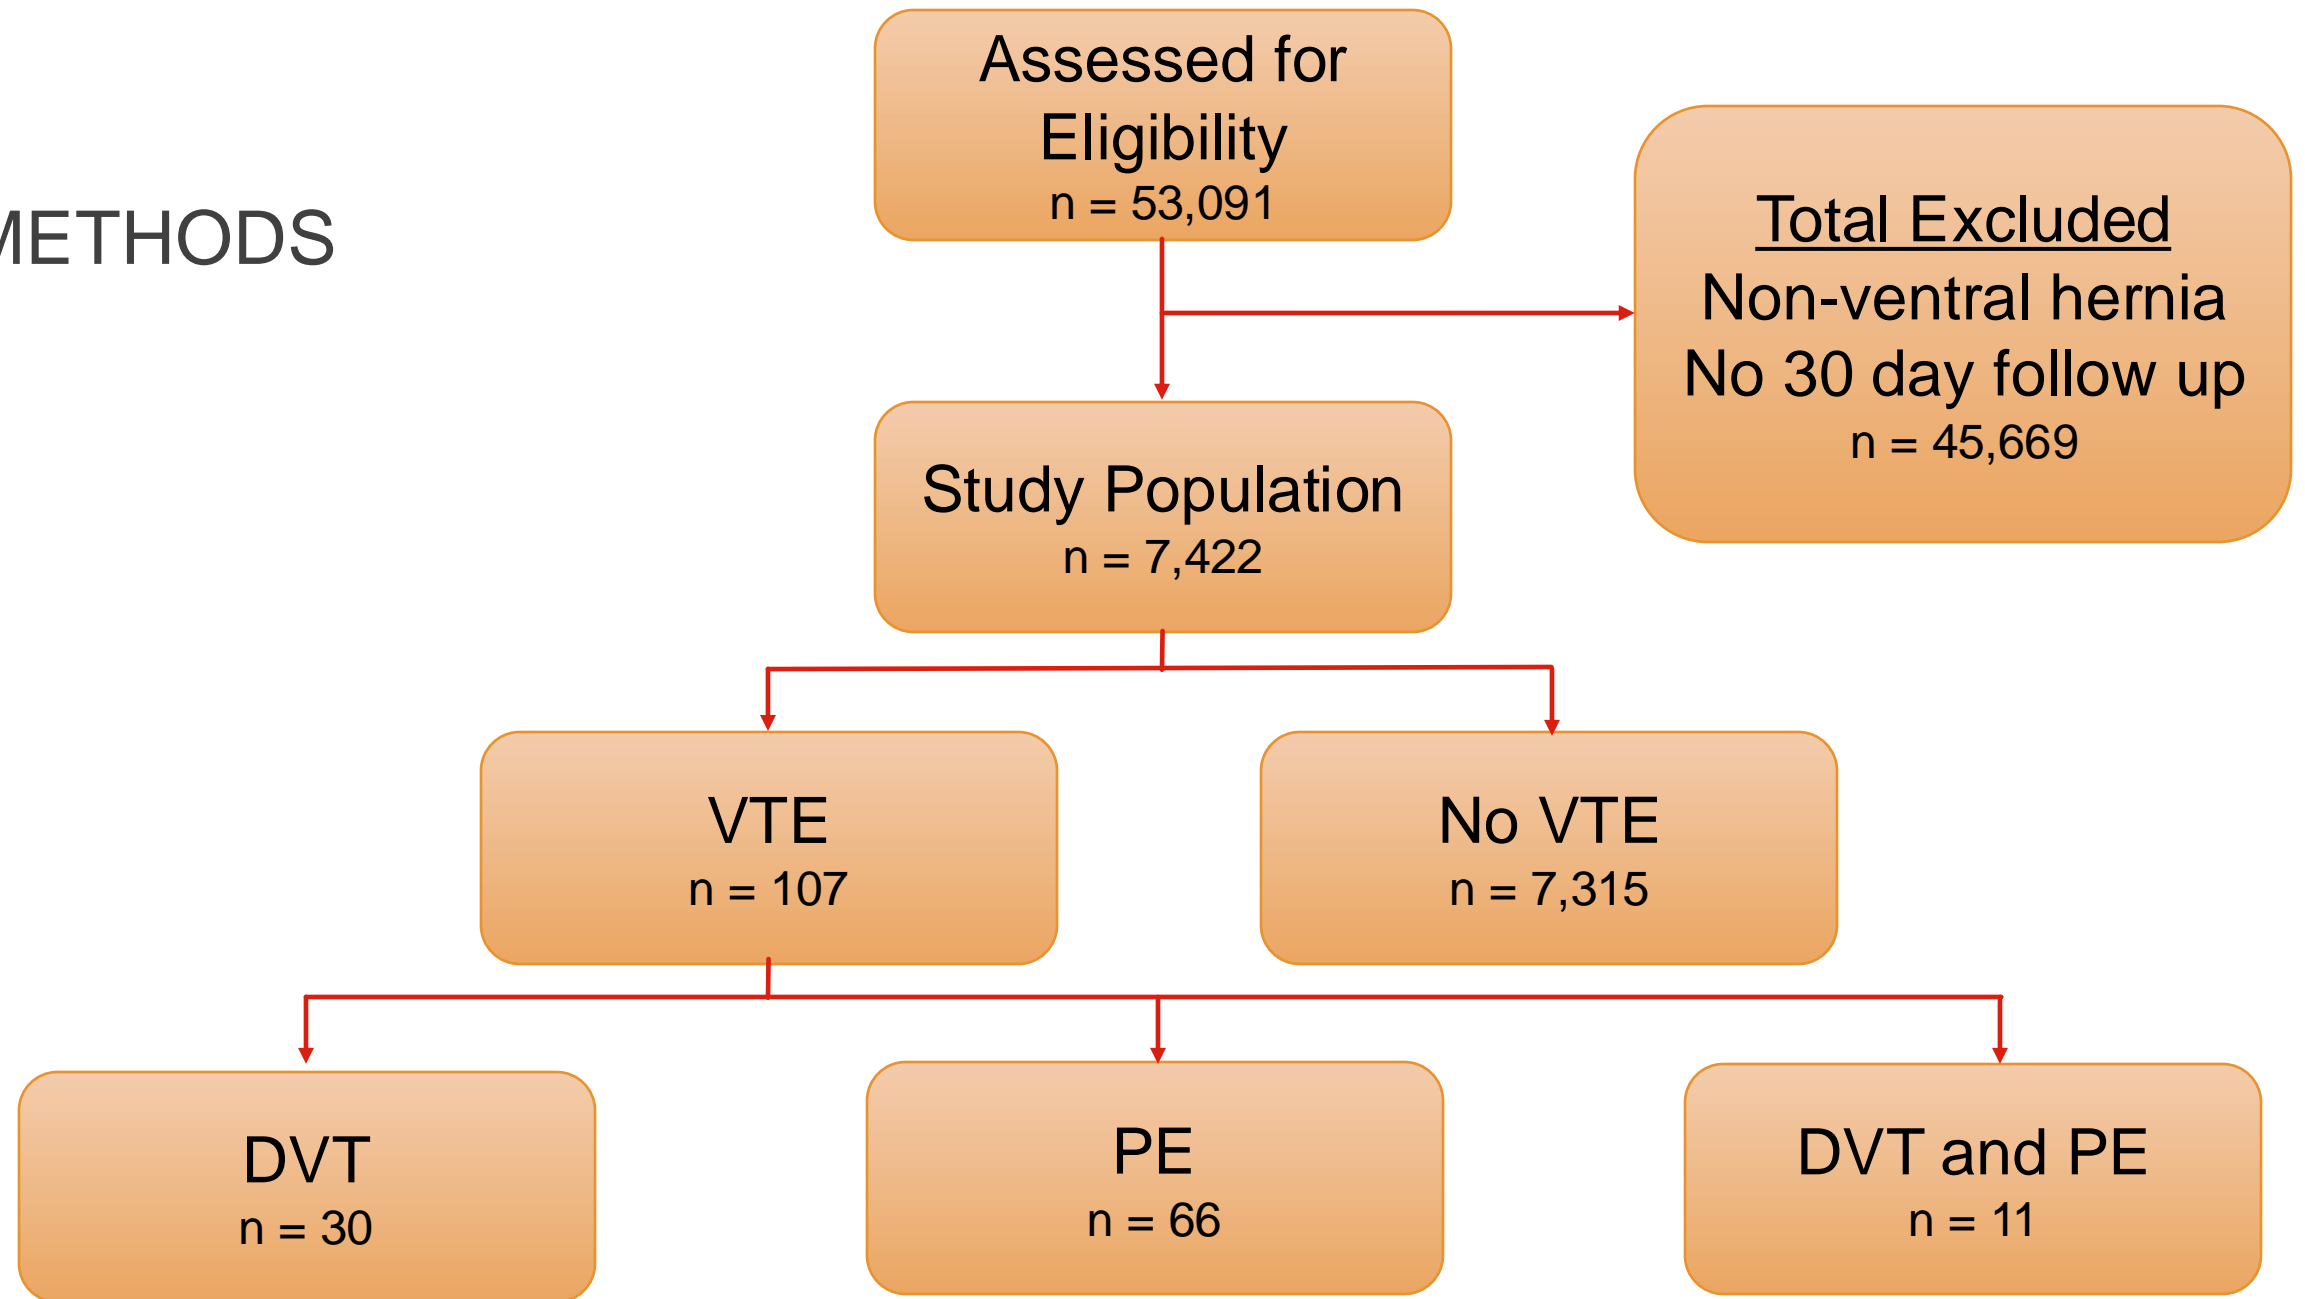 METHODS
Assessed for
Eligibility
n = 53,091
Total Excluded
Non-ventral hernia
No 30 day follow up
n = 45,669
Study Population
n = 7,422
VTE
n = 107
No VTE
n = 7,315
DVT
n = 30
PE
n = 66
DVT and PE
n = 11